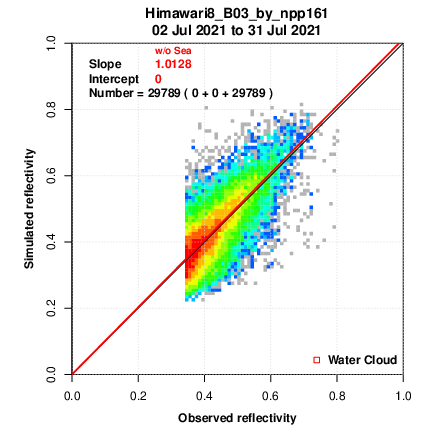 Himawari8_B03_by_npp161
02 Jul 2021 to 31 Jul 2021
w/o Sea
Slope 1.0128
Intercept 0
Number = 29789 ( 0 + 0 + 29789 )
Simulated reflectivity
1.0
0.8
0.6
0.4
0.2
0.0
Water Cloud
0.0 0.2 0.4 0.6 0.8 1.0
Observed reflectivity